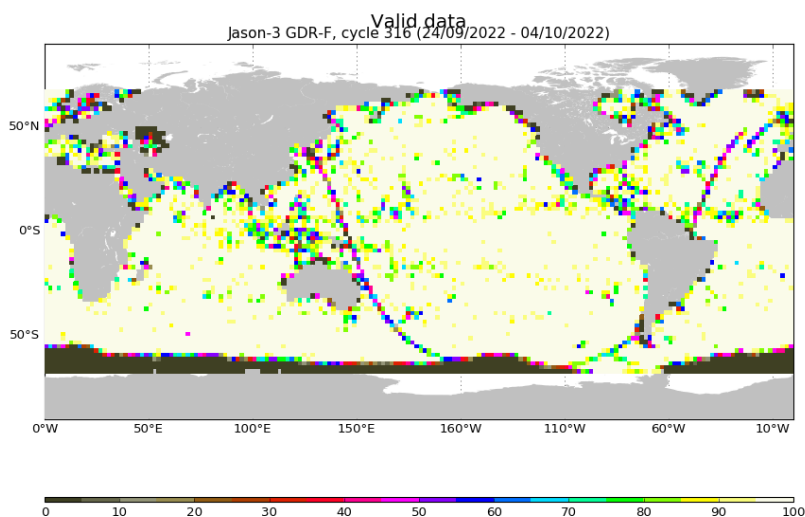 Valid data
Jason-3 GDR-F, cycle 316 (24/09/2022 - 04/10/2022)
50°N
0°S
50°S
0°W 50°E 100°E 150°E 160°W 110°W 60°W 10°W
0 10 20 30 40 50 60 70 80 90 100